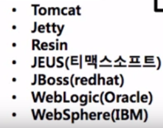 • Tomcat
• Jetty
• Resin
• JEUS(티맥스소프트)
• JBoss(redhat)
• WebLogic(Oracle)
• WebSphere(IBM)